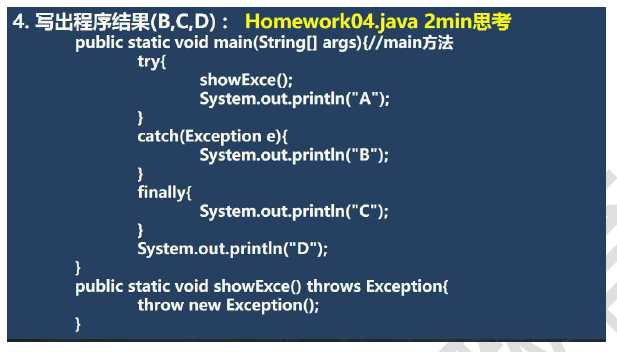 4. 写出程序结果(B,C,D)： Homework04.java 2min思考
public static void main(String[] args){//main方法
try{
showExce();
System.out.println("A");
}
catch(Exception e){
System.out.println("B");
}
finally{
System.out.println("C");
}
System.out.println("D");
}
public static void showExce() throws Exception{
throw new Exception();
}